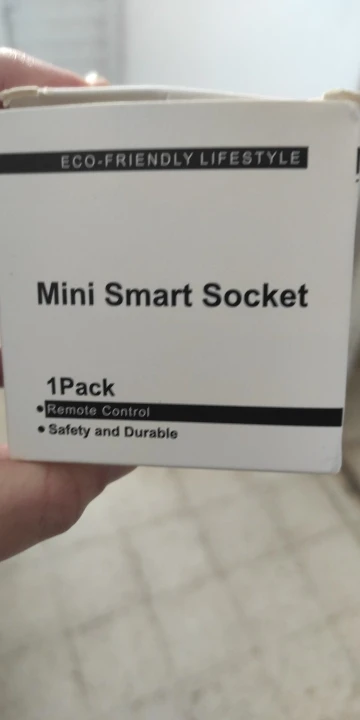 ECO-FRIENDLY LIFESTYLE
Mini Smart Socket
1Pack
• Remote Control
• Safety and Durable